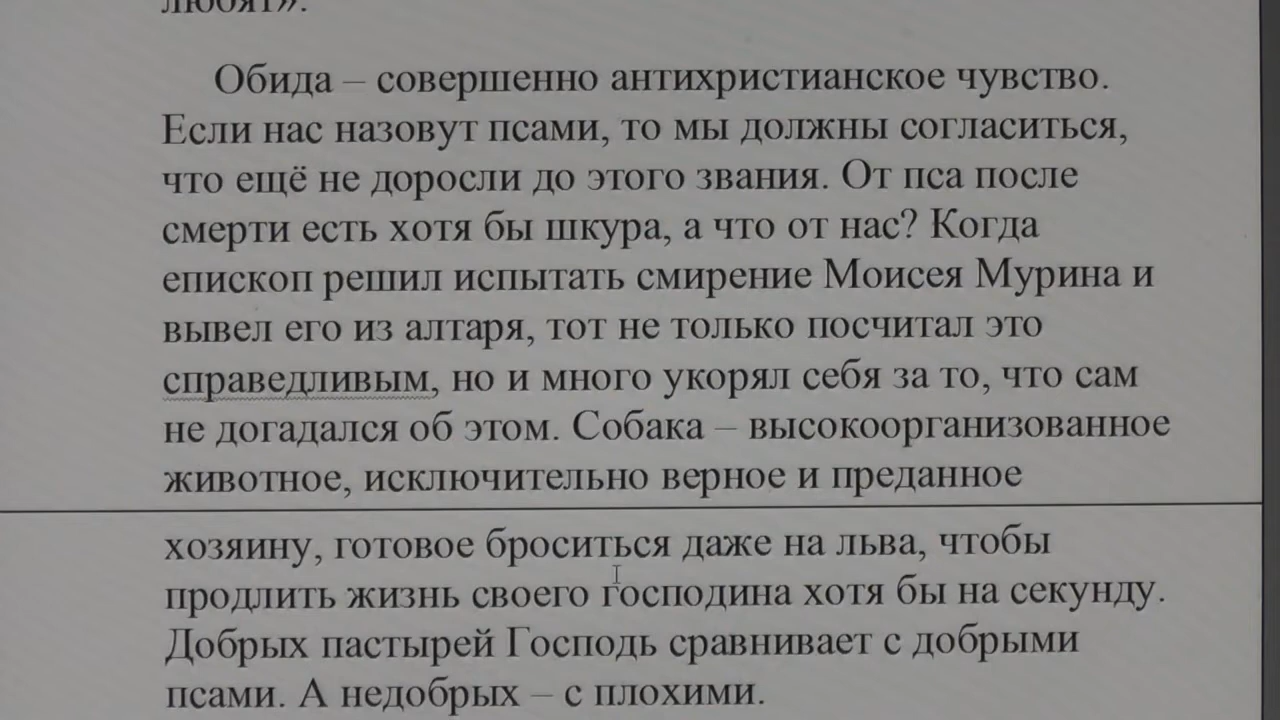 любят».
Обида – совершенно антихристианское чувство.
Если нас назовут псами, то мы должны согласиться,
что ещё не доросли до этого звания. От пса после
смерти есть хотя бы шкура, а что от нас? Когда
епископ решил испытать смирение Моисея Мурина и
вывел его из алтаря, тот не только посчитал это
справедливым, но и много укорял себя за то, что сам
не догадался об этом. Собака – высокоорганизованное
животное, исключительно верное и преданное
хозяину, готовое броситься даже на льва, чтобы
продлить жизнь своего господина хотя бы на секунду.
Добрых пастырей Господь сравнивает с добрыми
псами. А недобрых – с плохими.